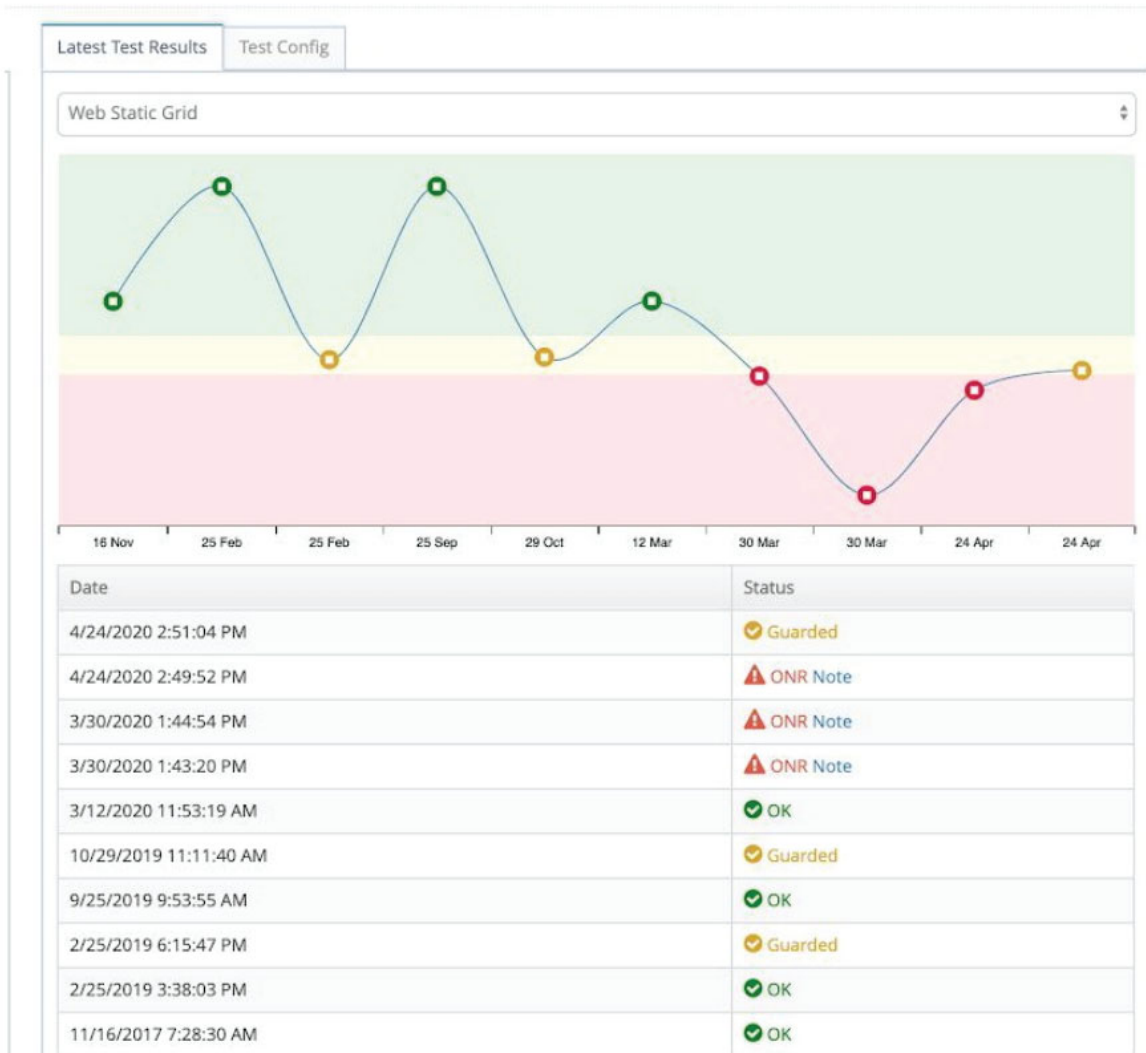 Latest Test Results Test Config
Web Static Grid
16 Nov 25 Feb 25 Feb 25 Sep 29 Oct 12 Mar 30 Mar 30 Mar 24 Apr 24 Apr
Date Status
4/24/2020 2:51:04 PM Guarded
4/24/2020 2:49:52 PM ONR Note
3/30/2020 1:44:54 PM ONR Note
3/30/2020 1:43:20 PM ONR Note
3/12/2020 11:53:19 AM OK
10/29/2019 11:11:40 AM Guarded
9/25/2019 9:53:55 AM OK
2/25/2019 6:15:47 PM Guarded
2/25/2019 3:38:03 PM OK
11/16/2017 7:28:30 AM OK